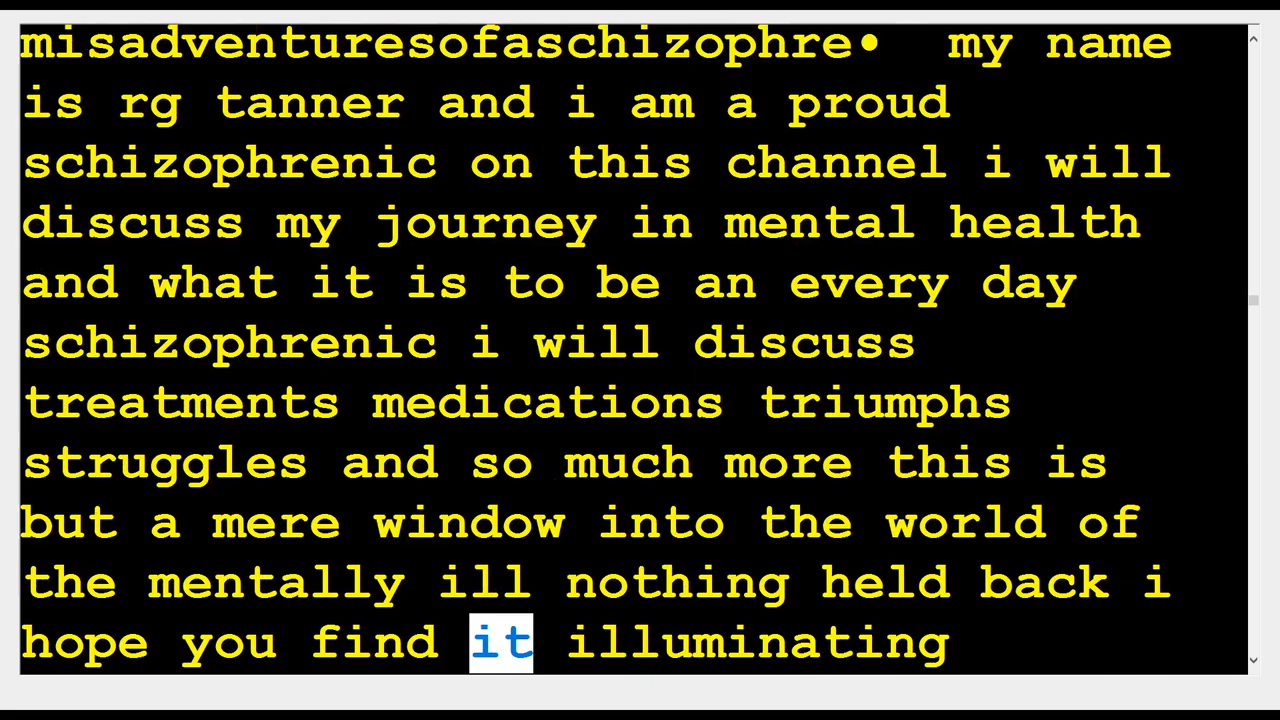 misadventuresofaschizophre• my name
is rg tanner and i am a proud
schizophrenic on this channel i will
discuss my journey in mental health
and what it is to be an every day
schizophrenic i will discuss
treatments medications triumphs
struggles and so much more this is
but a mere window into the world of
the mentally ill nothing held back i
hope you find it illuminating